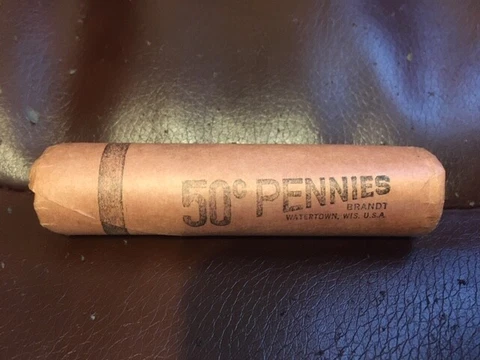 50¢ PENNIES
BRANDT
WATERTOWN, WIS. U.S.A.